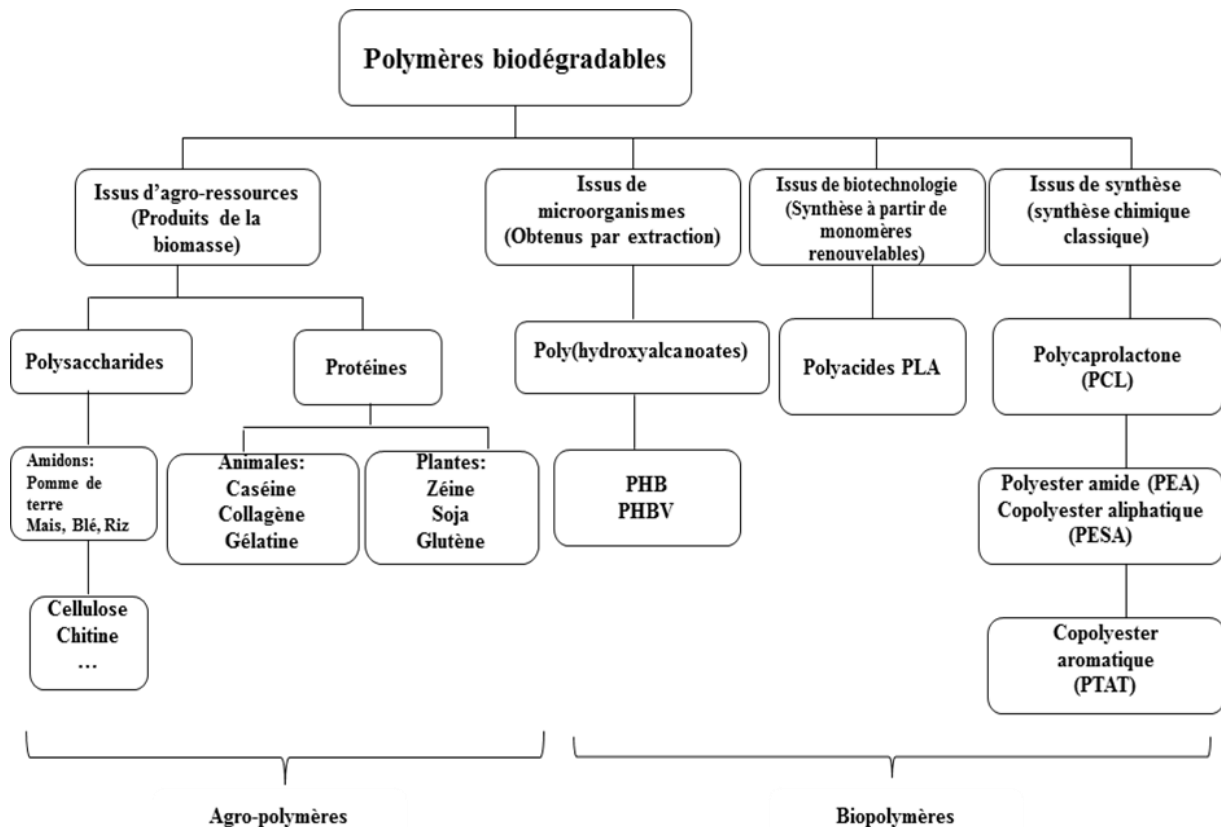 Polymères biodégradables
Issus d'agro-ressources
(Produits de la
biomasse)
Issus de
microorganismes
(Obtenus par extraction)
Issus de biotechnologie
(Synthèse à partir de
monomères
renouvelables)
Issus de synthèse
(synthèse chimique
classique)
Polysaccharides
Protéines
Poly(hydroxyalcanoates)
Polyacides PLA
Polycaprolactone
(PCL)
Amidons:
Pomme de
terre
Mais, Blé, Riz
Animales:
Caséine
Collagène
Gélatine
Plantes:
Zéine
Soja
Glutène
PHB
PHBV
Polyester amide (PEA)
Copolyester aliphatique
(PESA)
Cellulose
Chitine
…
Copolyester
aromatique
(PTAT)
Agro-polymères
Biopolymères